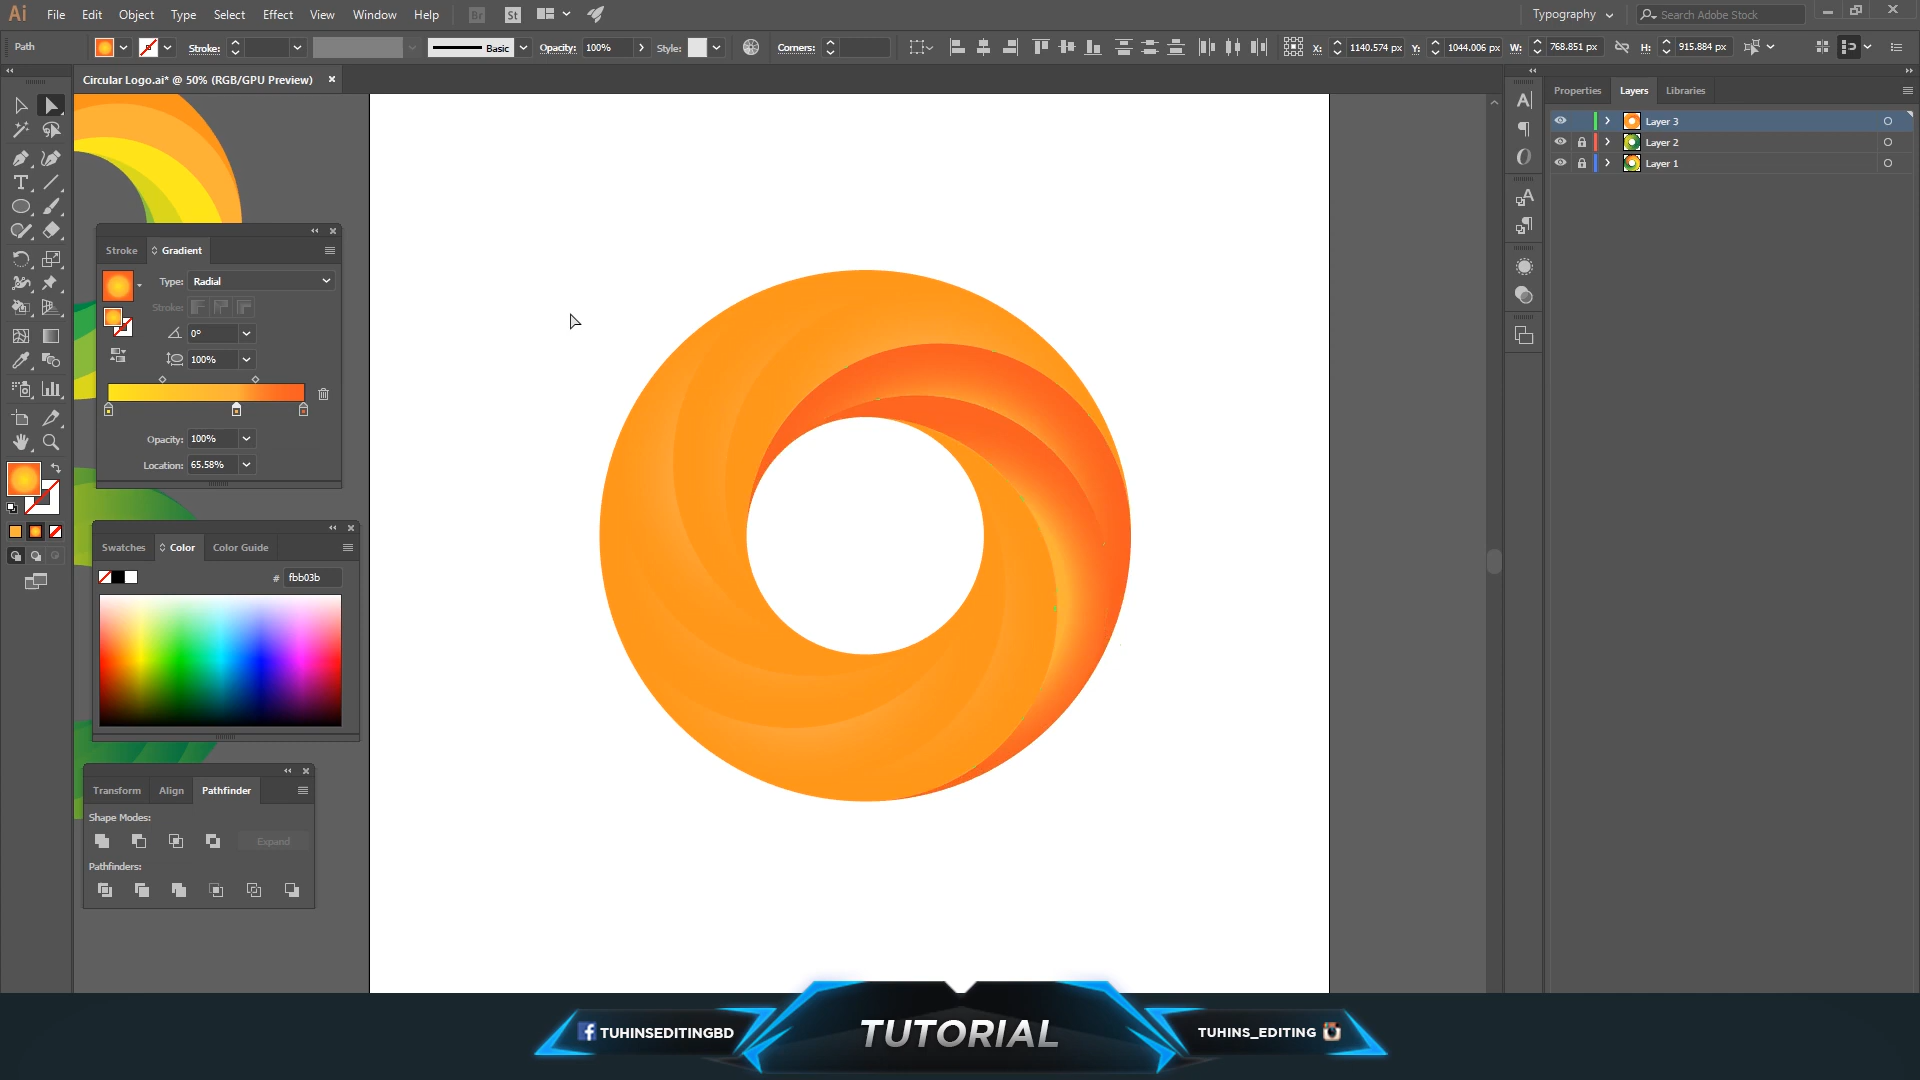 Ai File Edit Object Type Select Effect View Window Help Br St Typography Search Adobe Stock
Path Stroke: Basic Opacity: 100% Style: Corners: X: 1140.574 px Y: 1044.006 px W: 768.851 px H: 915.884 px
Circular Logo.ai* @ 50% (RGB/GPU Preview)
Properties Layers Libraries
Layer 3
Layer 2
Layer 1
Stroke Gradient
Type: Radial
Stroke:
0°
100%
Opacity: 100%
Location: 65.58%
Swatches Color Color Guide
# fbb03b
Transform Align Pathfinder
Shape Modes:
Expand
Pathfinders:
TUHINSEDITINGBD TUTORIAL TUHINS_EDITING